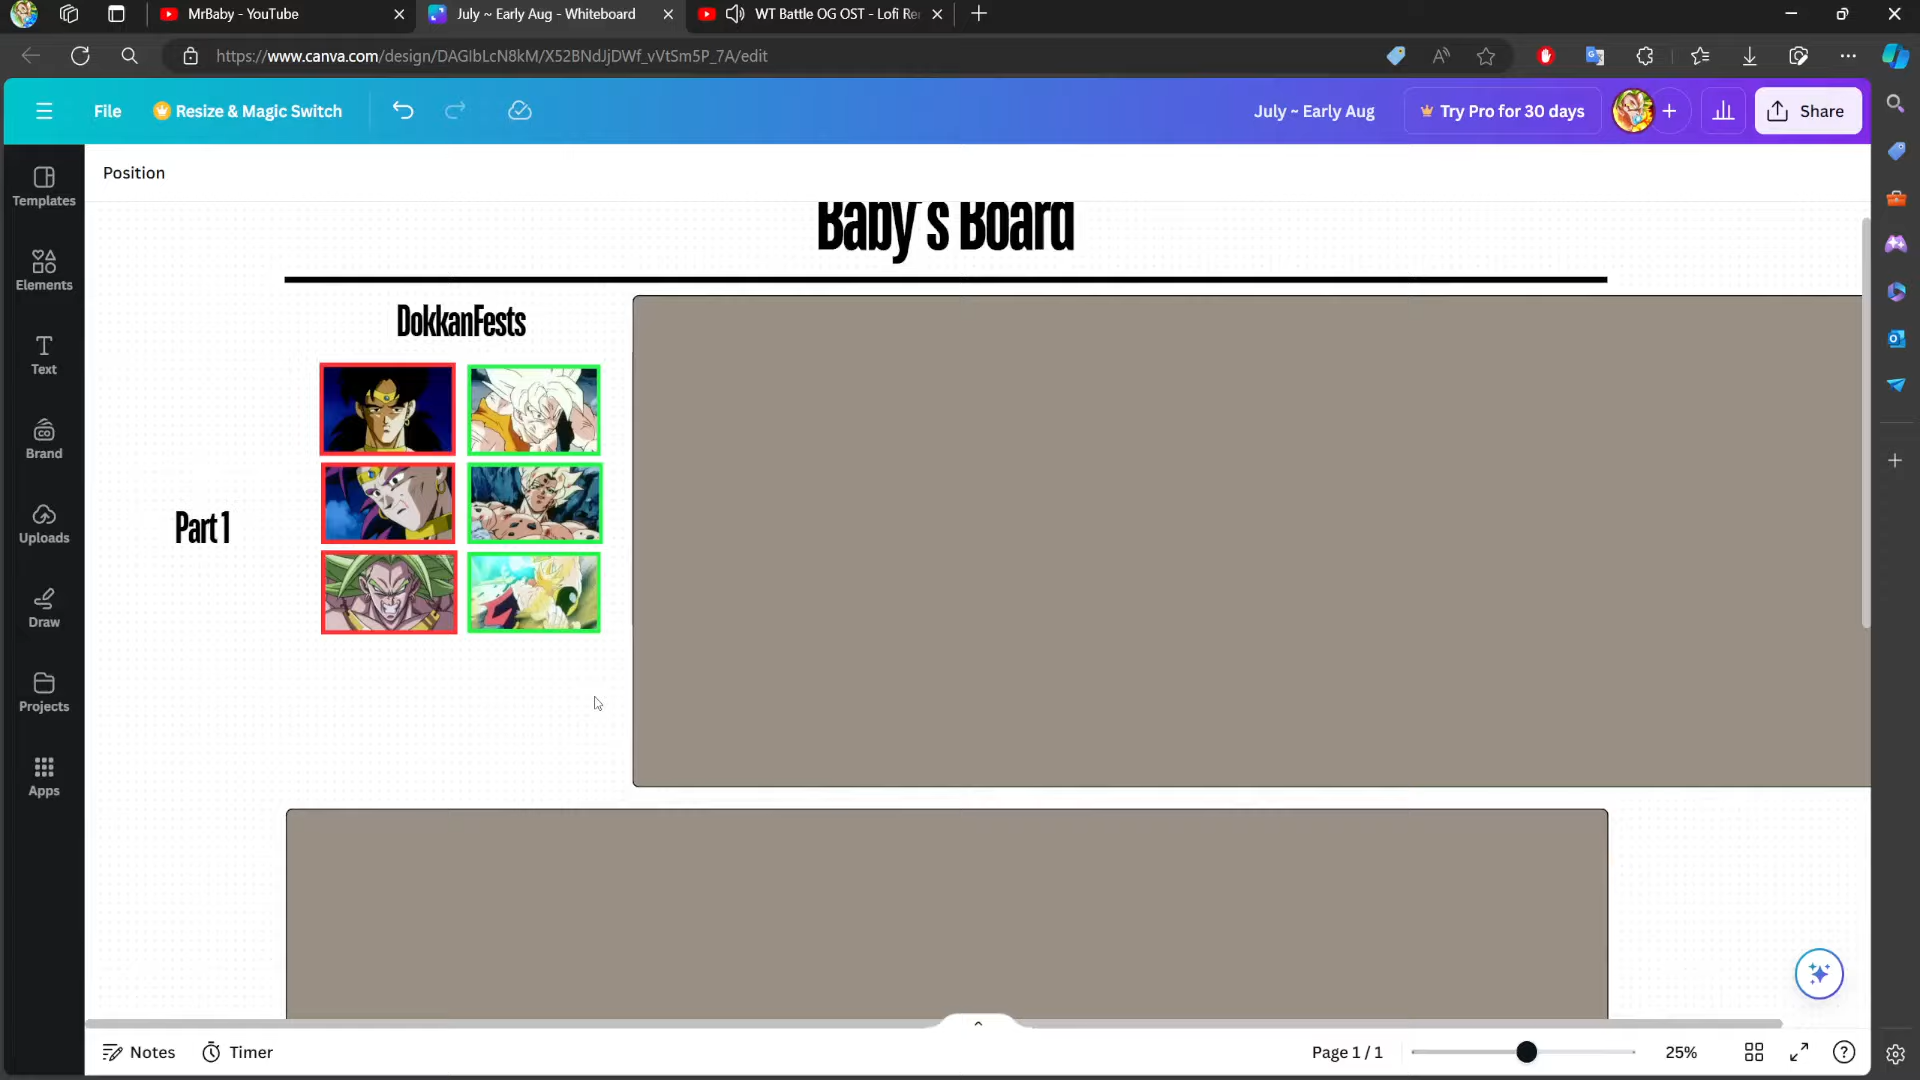 MrBaby - YouTube
July ~ Early Aug - Whiteboard
WT Battle OG OST - Lofi Re
https://www.canva.com/design/DAGIbLcN8kM/X52BNdJjDWf_vVtSm5P_7A/edit
File
Resize & Magic Switch
July ~ Early Aug
Try Pro for 30 days
Share
Position
Templates
Elements
Text
Brand
Uploads
Draw
Projects
Apps
Baby's Board
DokkanFests
Part 1
Notes
Timer
Page 1 / 1
25%